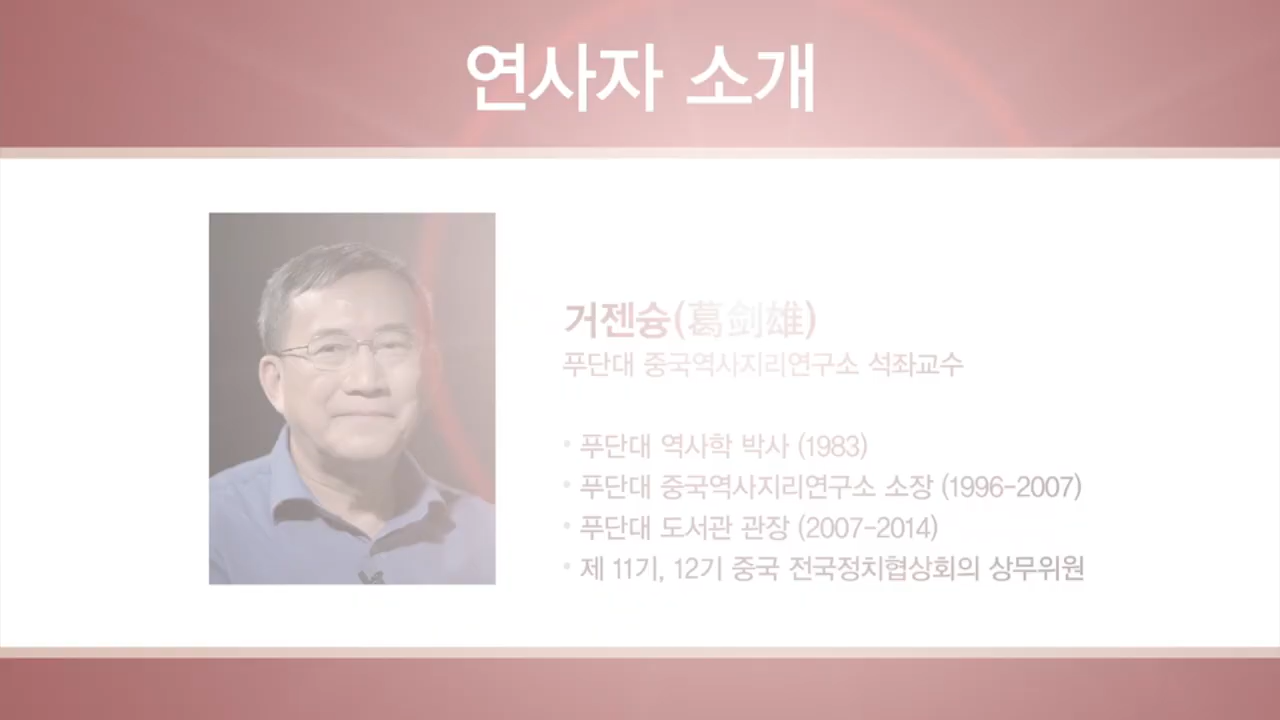 연사자 소개
거젠슝(葛剑雄)
푸단대 중국역사지리연구소 석좌교수
• 푸단대 역사학 박사 (1983)
• 푸단대 중국역사지리연구소 소장 (1996-2007)
• 푸단대 도서관 관장 (2007-2014)
• 제 11기, 12기 중국 전국정치협상회의 상무위원